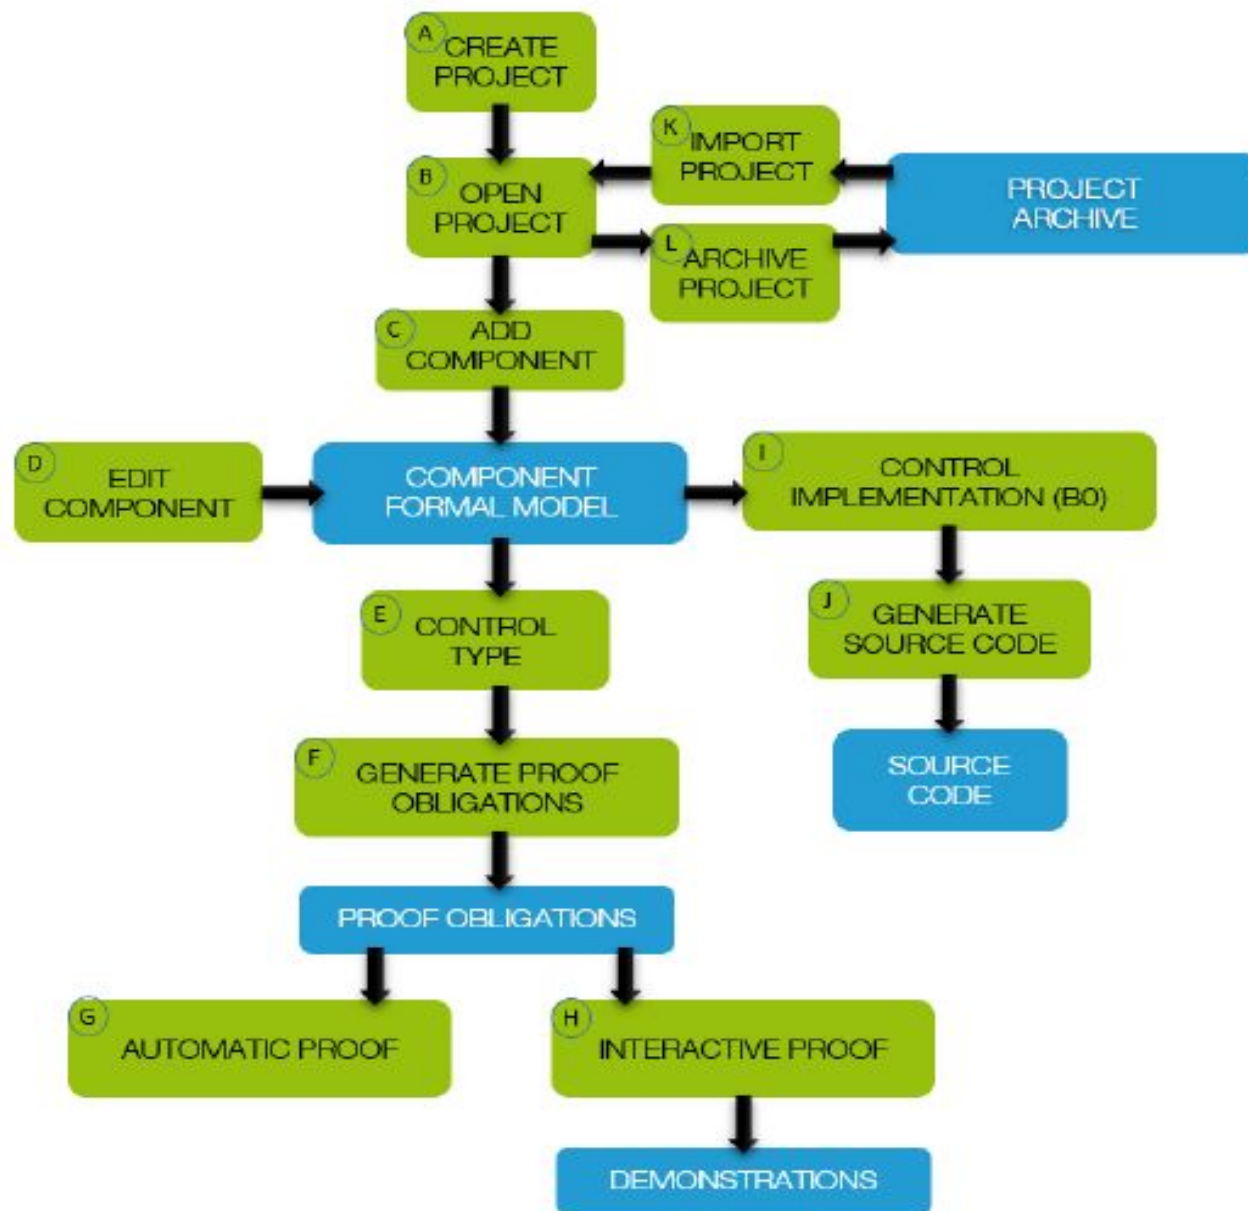 A
CREATE
PROJECT
K
IMPORT
PROJECT
PROJECT
ARCHIVE
B
OPEN
PROJECT
L
ARCHIVE
PROJECT
C
ADD
COMPONENT
D
EDIT
COMPONENT
COMPONENT
FORMAL MODEL
I
CONTROL
IMPLEMENTATION (B0)
E
CONTROL
TYPE
J
GENERATE
SOURCE CODE
F
GENERATE PROOF
OBLIGATIONS
SOURCE
CODE
PROOF OBLIGATIONS
G
AUTOMATIC PROOF
H
INTERACTIVE PROOF
DEMONSTRATIONS